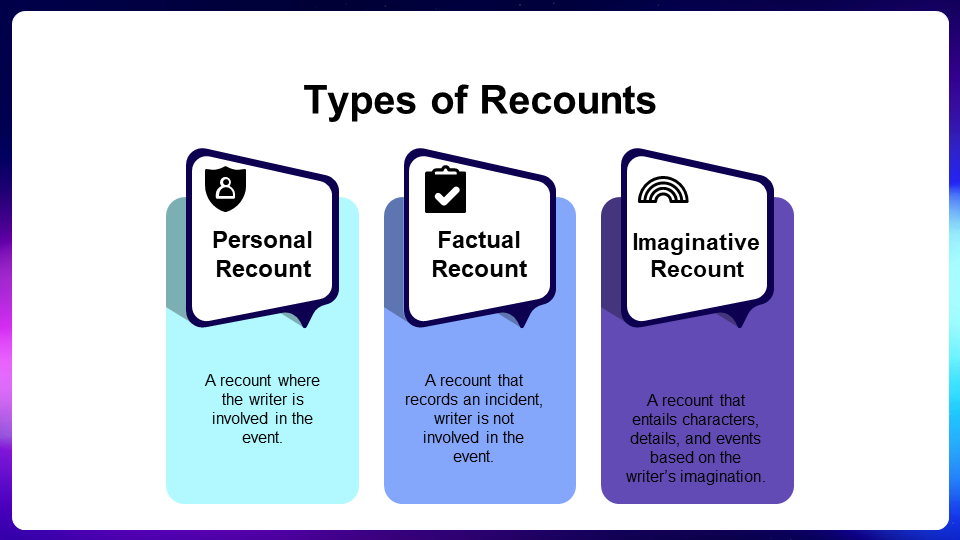 Types of Recounts
Personal
Recount
A recount where
the writer is
involved in the
event.
Factual
Recount
A recount that
records an incident,
writer is not
involved in the
event.
Imaginative
Recount
A recount that
entails characters,
details, and events
based on the
writer’s imagination.